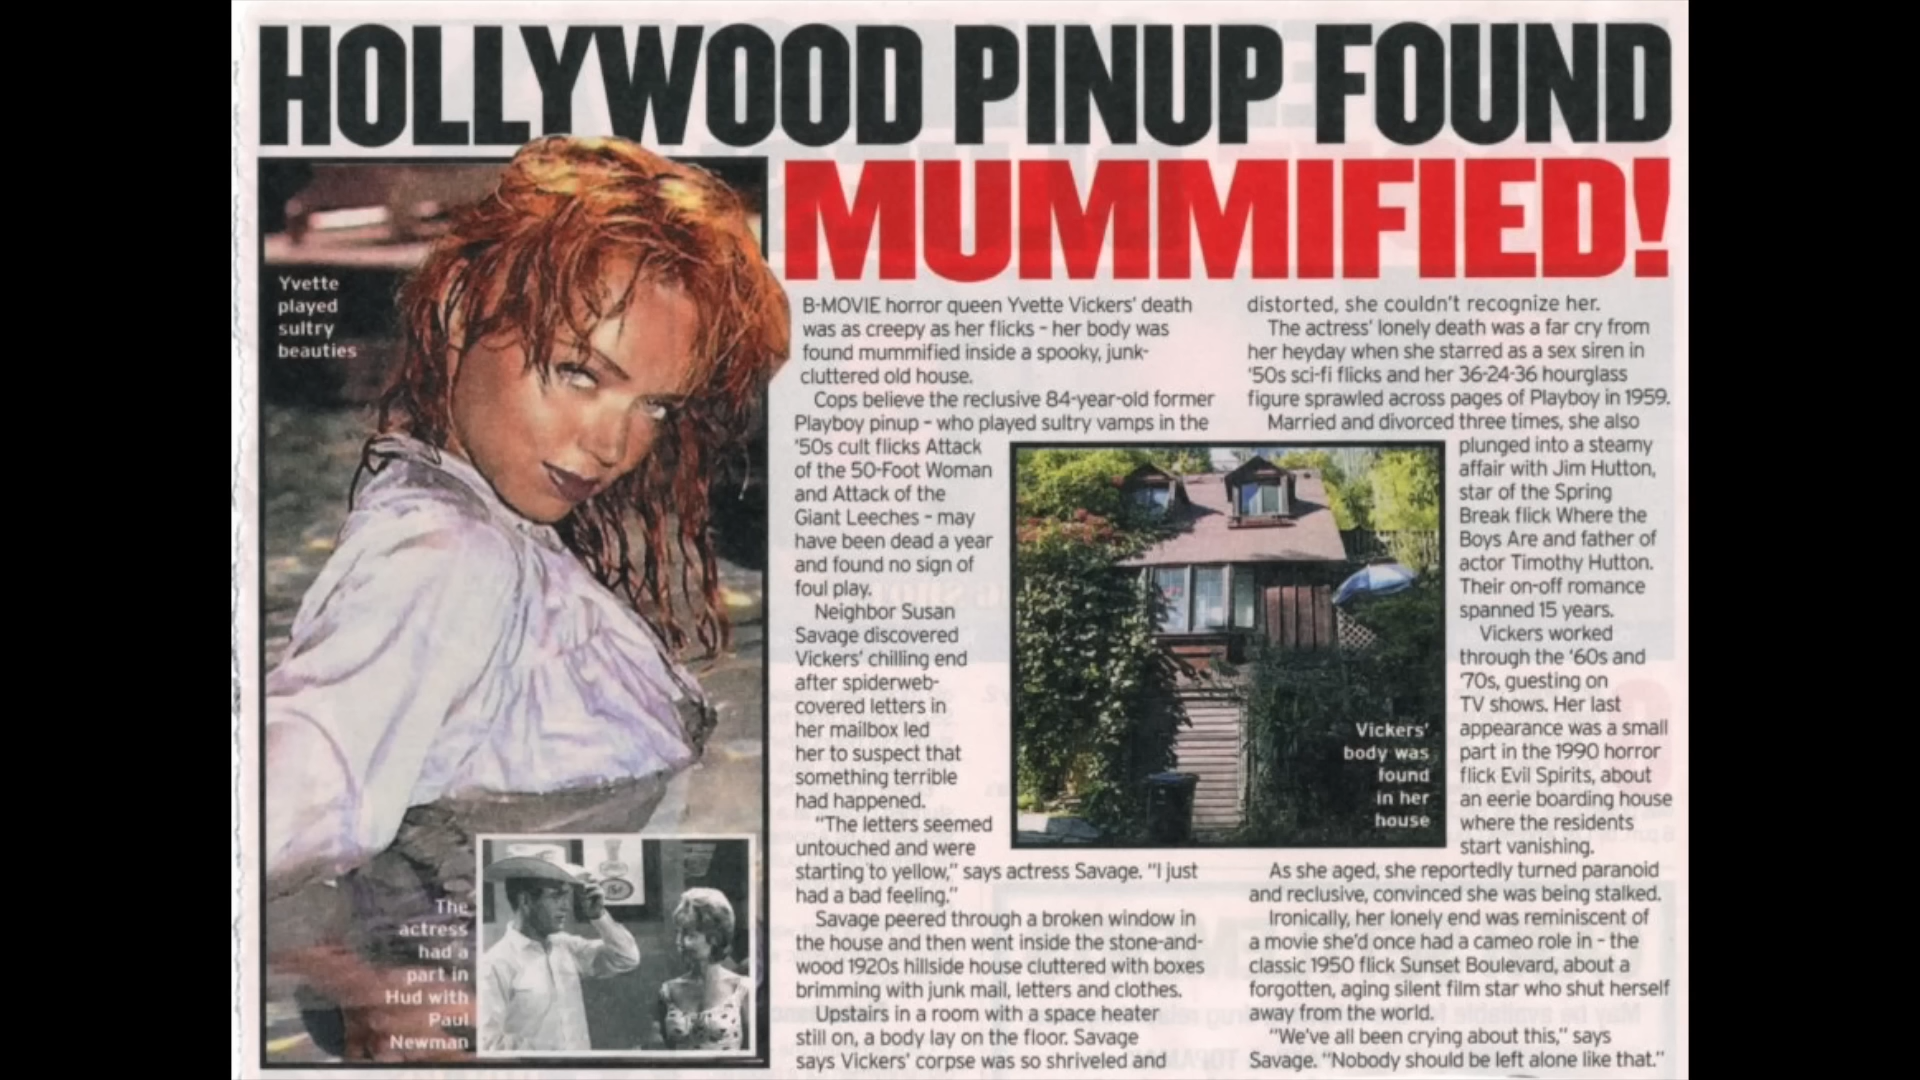 HOLLYWOOD PINUP FOUND
MUMMIFIED!
Yvette
played
sultry
beauties
The
actress
had a
part in
Hud with
Paul
Newman
B-MOVIE horror queen Yvette Vickers' death
was as creepy as her flicks – her body was
found mummified inside a spooky, junk-
cluttered old house.
Cops believe the reclusive 84-year-old former
Playboy pinup – who played sultry vamps in the
'50s cult flicks Attack
of the 50-Foot Woman
and Attack of the
Giant Leeches – may
have been dead a year
and found no sign of
foul play.
Neighbor Susan
Savage discovered
Vickers' chilling end
after spiderweb-
covered letters in
her mailbox led
her to suspect that
something terrible
had happened.
"The letters seemed
untouched and were
starting to yellow," says actress Savage. "I just
had a bad feeling."
Savage peered through a broken window in
the house and then went inside the stone-and-
wood 1920s hillside house cluttered with boxes
brimming with junk mail, letters and clothes.
Upstairs in a room with a space heater
still on, a body lay on the floor. Savage
says Vickers' corpse was so shriveled and
distorted, she couldn't recognize her.
The actress' lonely death was a far cry from
her heyday when she starred as a sex siren in
'50s sci-fi flicks and her 36-24-36 hourglass
figure sprawled across pages of Playboy in 1959.
Married and divorced three times, she also
plunged into a steamy
affair with Jim Hutton,
star of the Spring
Break flick Where the
Boys Are and father of
actor Timothy Hutton.
Their on-off romance
spanned 15 years.
Vickers worked
through the '60s and
'70s, guesting on
TV shows. Her last
appearance was a small
part in the 1990 horror
flick Evil Spirits, about
an eerie boarding house
where the residents
start vanishing.
As she aged, she reportedly turned paranoid
and reclusive, convinced she was being stalked.
Ironically, her lonely end was reminiscent of
a movie she'd once had a cameo role in – the
classic 1950 flick Sunset Boulevard, about a
forgotten, aging silent film star who shut herself
away from the world.
"We've all been crying about this," says
Savage. "Nobody should be left alone like that."
Vickers'
body was
found
in her
house